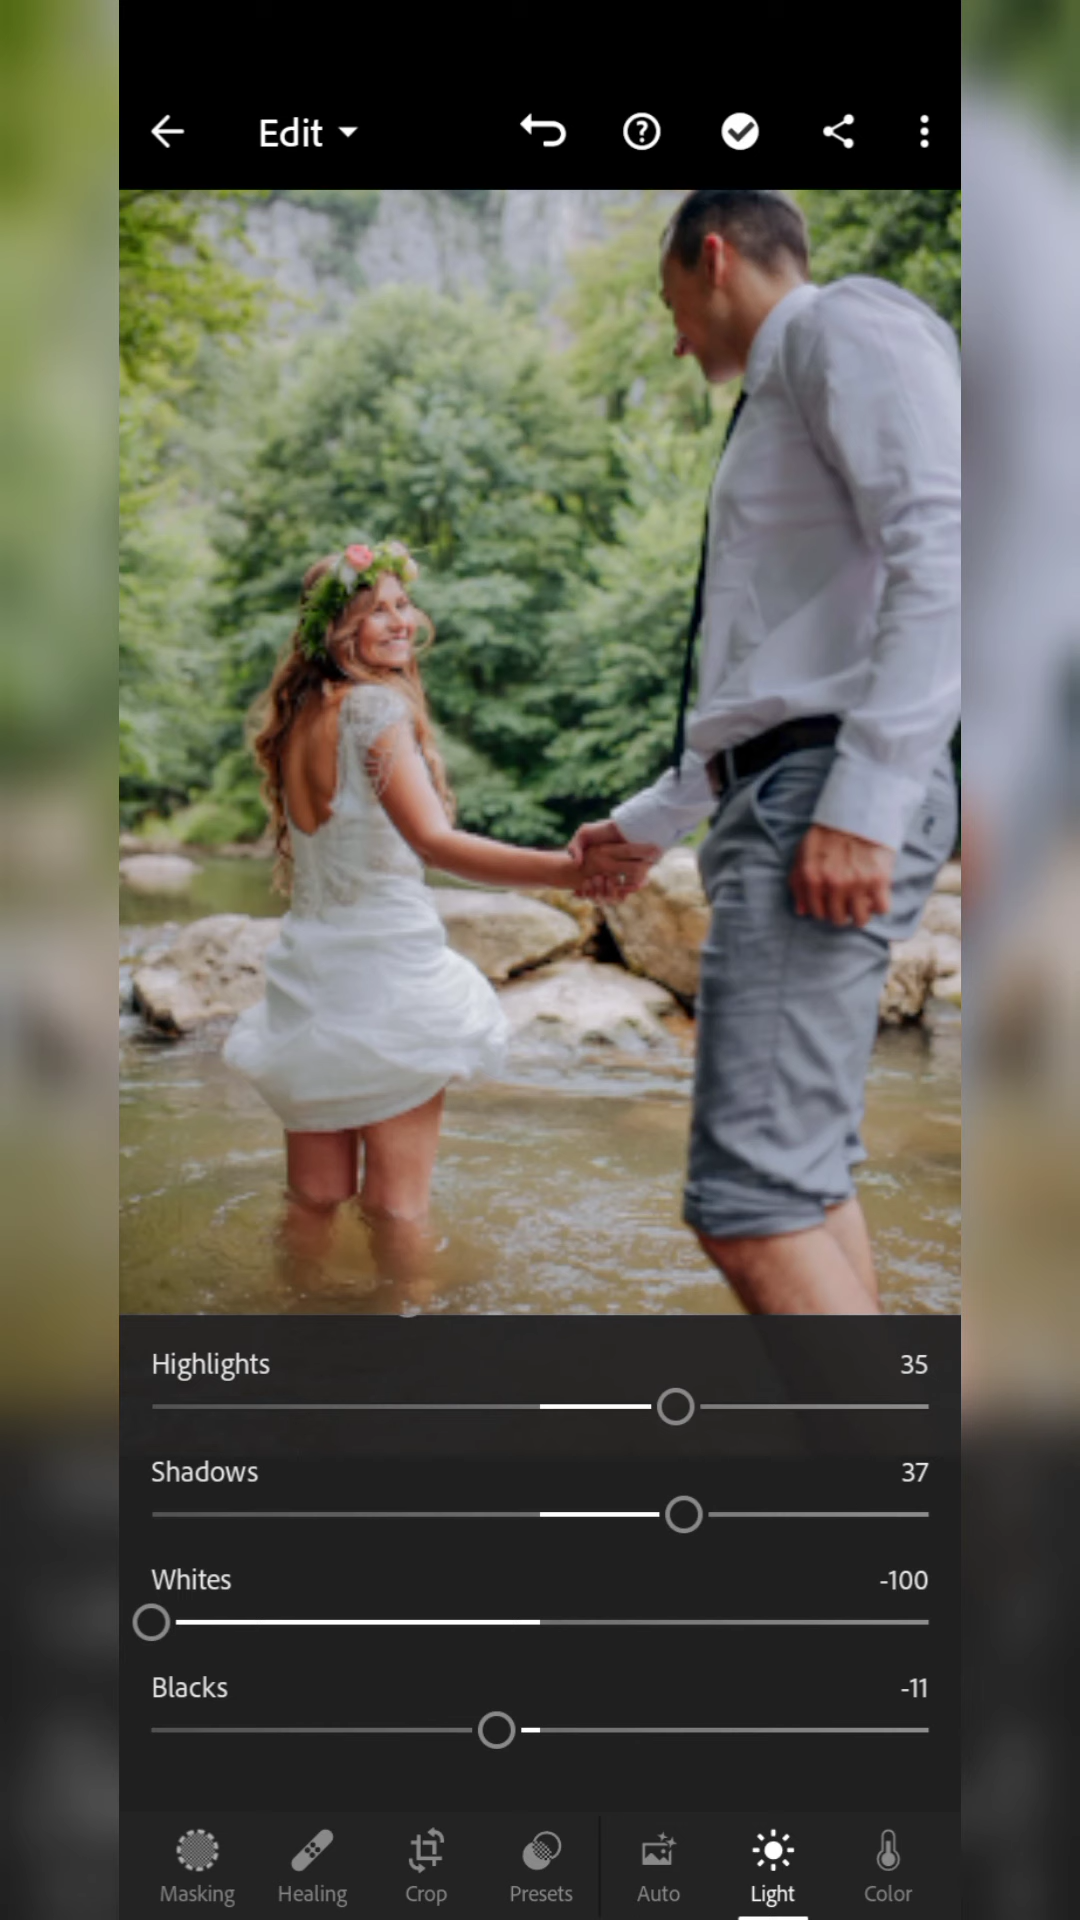 Edit
Highlights 35
Shadows 37
Whites -100
Blacks -11
Masking Healing Crop Presets Auto Light Color